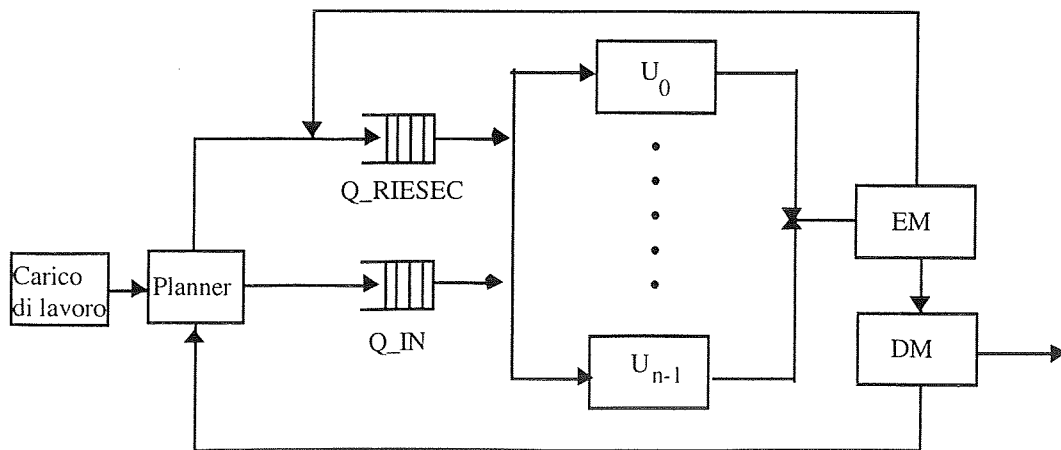 U0
Q_RIESEC
EM
Carico
di lavoro
Planner
Q_IN
DM
Un-1